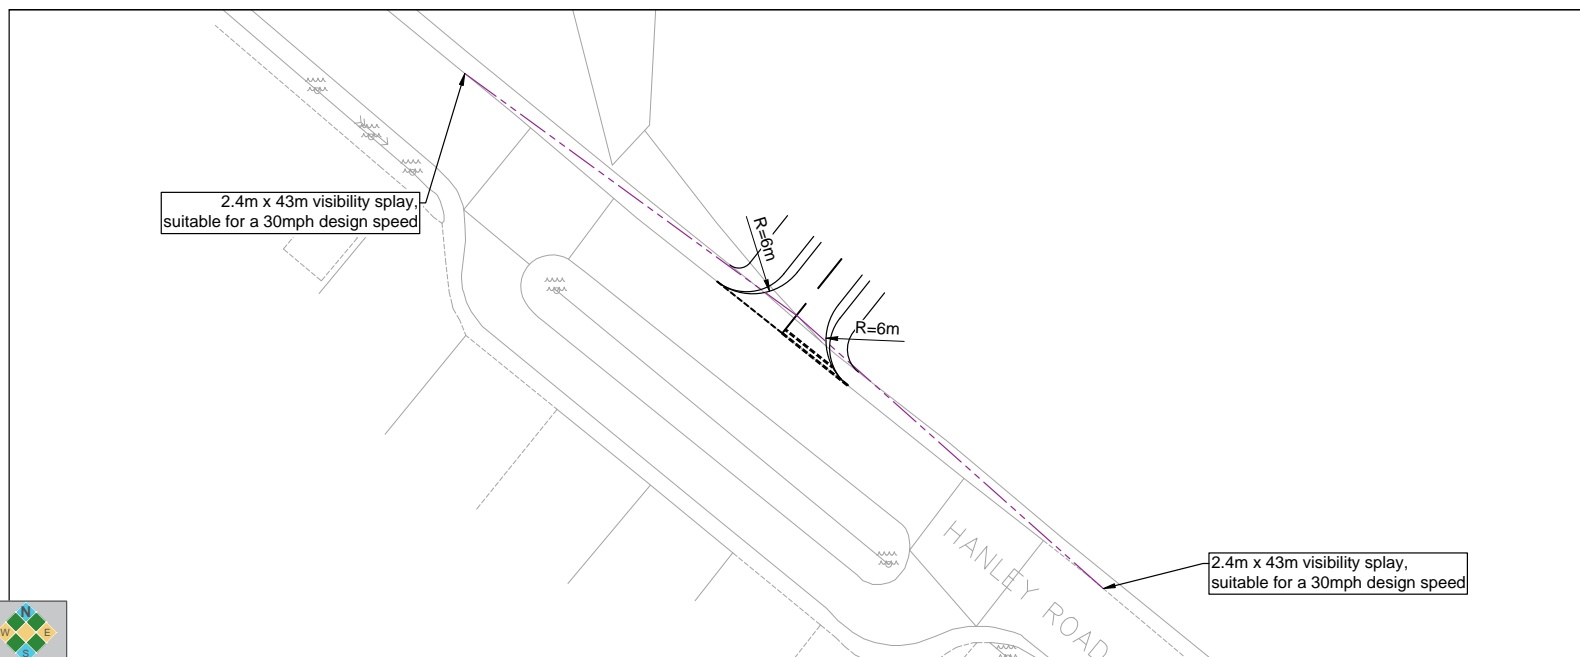 2.4m x 43m visibility splay,
suitable for a 30mph design speed
R=6m
R=6m
HANLEY ROAD
2.4m x 43m visibility splay,
suitable for a 30mph design speed
N
W
E
S